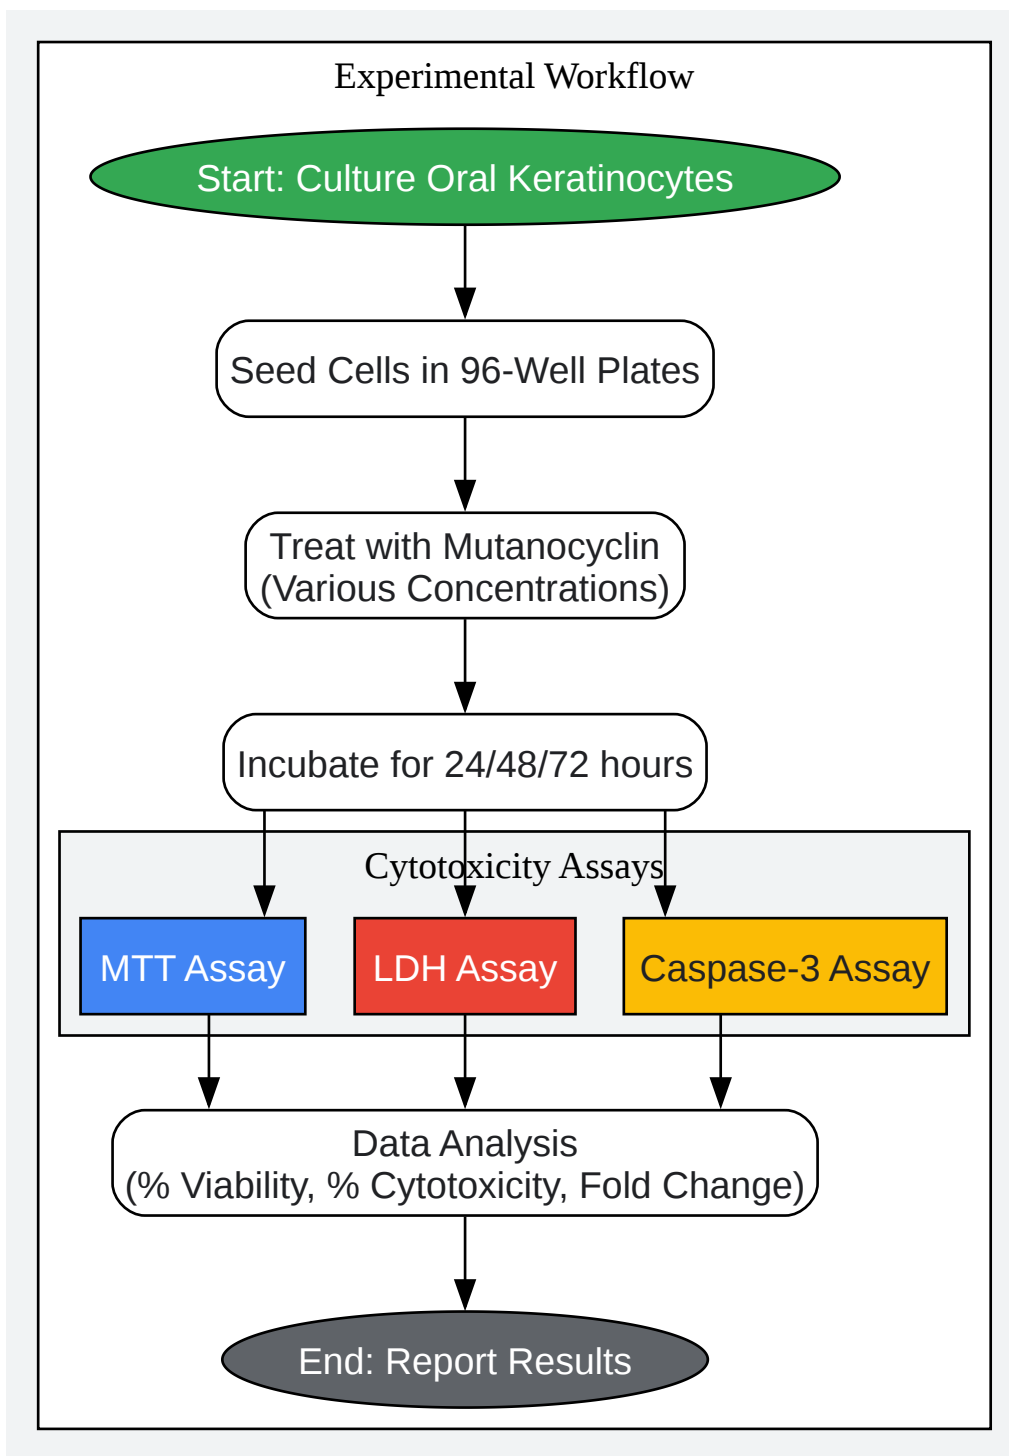 Experimental Workflow
Start: Culture Oral Keratinocytes
Seed Cells in 96-Well Plates
Treat with Mutanocyclin
(Various Concentrations)
Incubate for 24/48/72 hours
Cytotoxicity Assays
MTT Assay
LDH Assay
Caspase-3 Assay
Data Analysis
(% Viability, % Cytotoxicity, Fold Change)
End: Report Results